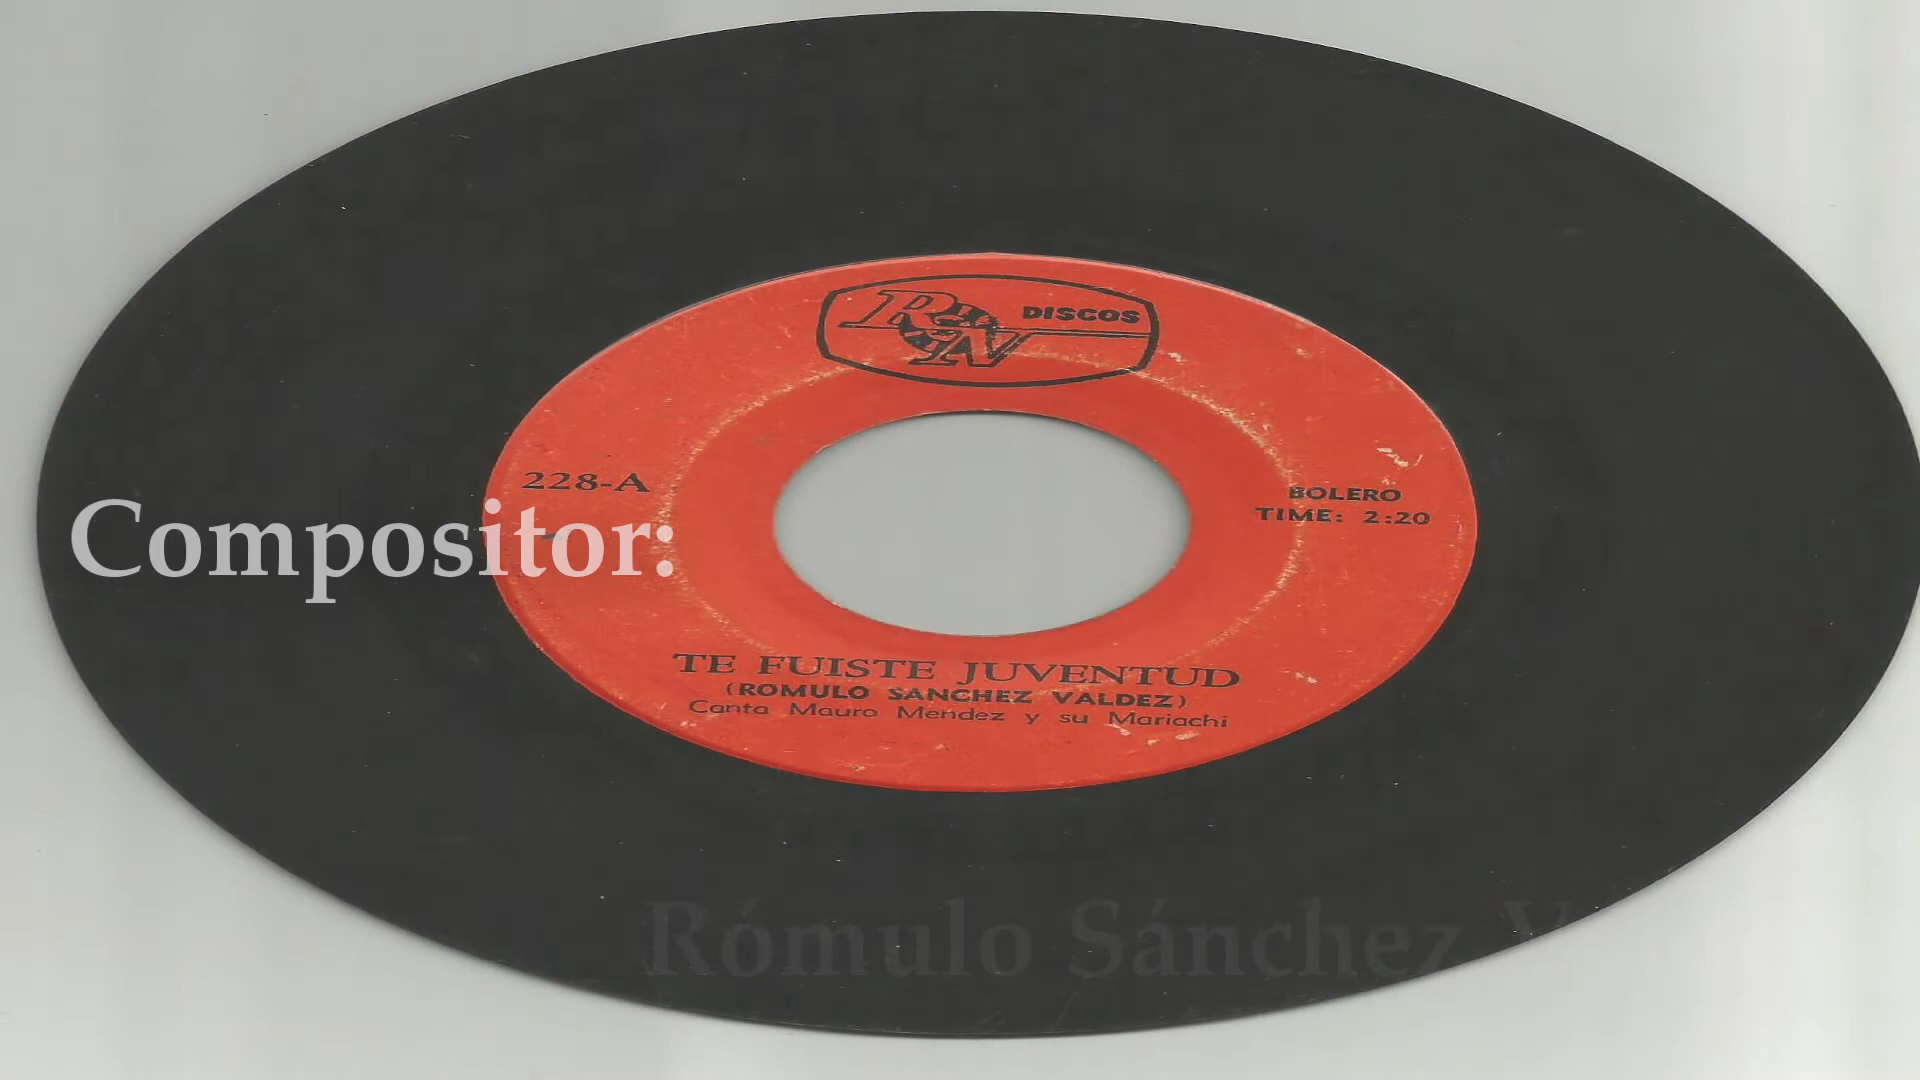 RN DISCOS
228-A
BOLERO
TIME: 2:20
Compositor:
TE FUISTE JUVENTUD
(ROMULO SANCHEZ VALDEZ)
Canta Mauro Mendez y su Mariachi
Rómulo Sánchez V